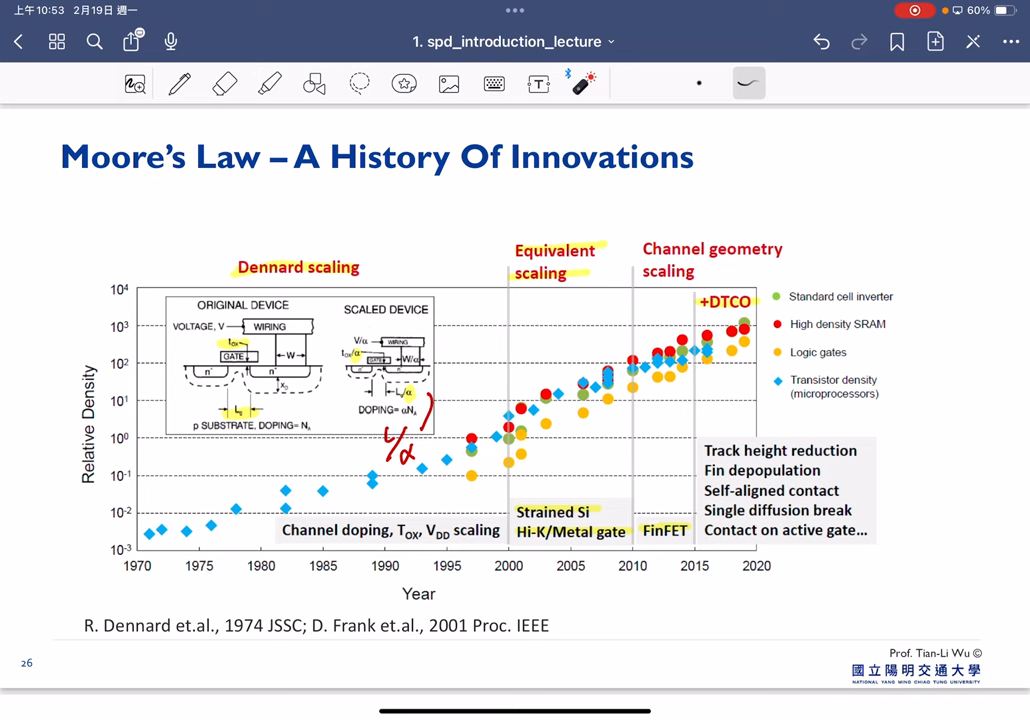 上午10:53 2月19日 週一
60%
1. spd_introduction_lecture
Moore's Law – A History Of Innovations
Dennard scaling
Equivalent
scaling
Channel geometry
scaling
+DTCO
Standard cell inverter
High density SRAM
Logic gates
Transistor density
(microprocessors)
ORIGINAL DEVICE
VOLTAGE, V
WIRING
tox
GATE
W
n+
n+
XD
Lg
p SUBSTRATE, DOPING= NA
SCALED DEVICE
V/α
WIRING
tox/α
GATE
W/α
Lg/α
DOPING= αNA
L/α
Relative Density
10⁴
10³
10²
10¹
10⁰
10⁻¹
10⁻²
10⁻³
Channel doping, TOX, VDD scaling
Strained Si
Hi-K/Metal gate
FinFET
Track height reduction
Fin depopulation
Self-aligned contact
Single diffusion break
Contact on active gate...
1970 1975 1980 1985 1990 1995 2000 2005 2010 2015 2020
Year
R. Dennard et.al., 1974 JSSC; D. Frank et.al., 2001 Proc. IEEE
26
Prof. Tian-Li Wu ©
國立陽明交通大學
NATIONAL YANG MING CHIAO TUNG UNIVERSITY